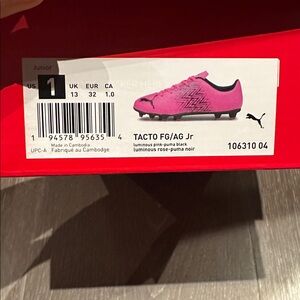 Junior
US UK EUR CA
1 13 32 1.0
1 94578 95635 4
Made in Cambodia
UPC-A Fabriqué au Cambodge
TACTO FG/AG Jr
luminous pink-puma black
luminous rose-puma noir
106310 04